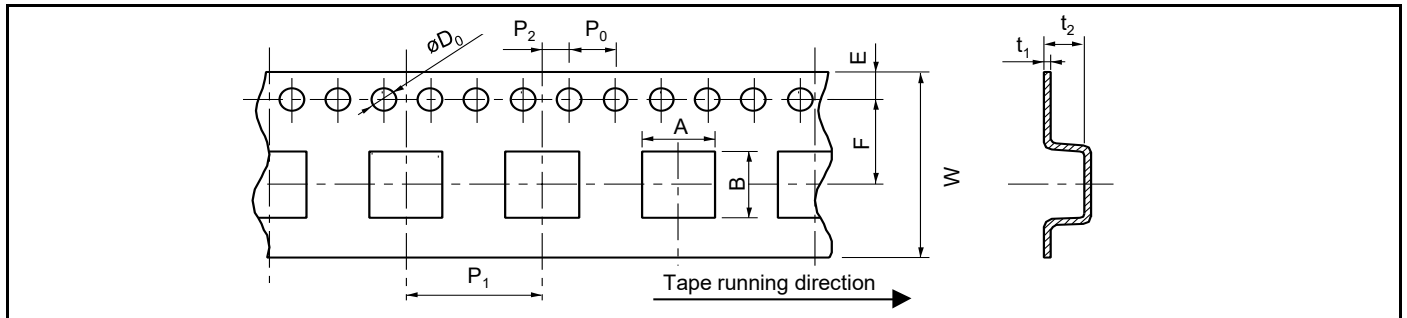 øD₀
P₂
P₀
E
t₁
t₂
A
F
B
W
P₁
Tape running direction